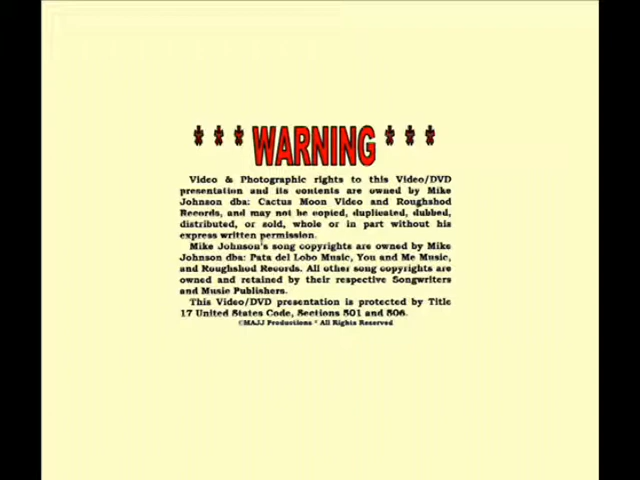 * * * WARNING * * *
Video & Photographic rights to this Video/DVD
presentation and its contents are owned by Mike
Johnson dba: Cactus Moon Video and Roughshod
Records, and may not be copied, duplicated, dubbed,
distributed, or sold, whole or in part without his
express written permission.
Mike Johnson's song copyrights are owned by Mike
Johnson dba: Pata del Lobo Music, You and Me Music,
and Roughshod Records. All other song copyrights are
owned and retained by their respective Songwriters
and Music Publishers.
This Video/DVD presentation is protected by Title
17 United States Code, Sections 501 and 506.
©MAJJ Productions * All Rights Reserved